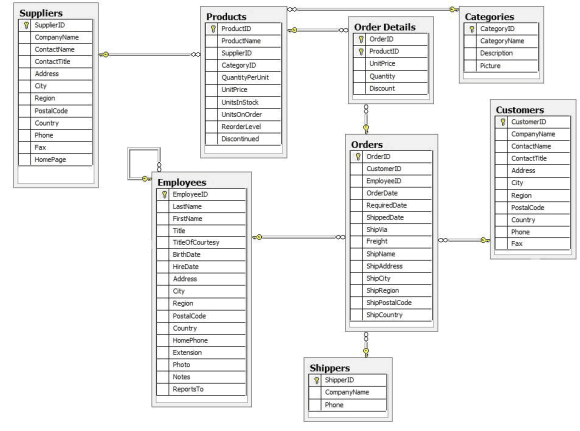 Suppliers
SupplierID
CompanyName
ContactName
ContactTitle
Address
City
Region
PostalCode
Country
Phone
Fax
HomePage
Products
ProductID
ProductName
SupplierID
CategoryID
QuantityPerUnit
UnitPrice
UnitsInStock
UnitsOnOrder
ReorderLevel
Discontinued
Order Details
OrderID
ProductID
UnitPrice
Quantity
Discount
Categories
CategoryID
CategoryName
Description
Picture
Customers
CustomerID
CompanyName
ContactName
ContactTitle
Address
City
Region
PostalCode
Country
Phone
Fax
Employees
EmployeeID
LastName
FirstName
Title
TitleOfCourtesy
BirthDate
HireDate
Address
City
Region
PostalCode
Country
HomePhone
Extension
Photo
Notes
ReportsTo
Orders
OrderID
CustomerID
EmployeeID
OrderDate
RequiredDate
ShippedDate
ShipVia
Freight
ShipName
ShipAddress
ShipCity
ShipRegion
ShipPostalCode
ShipCountry
Shippers
ShipperID
CompanyName
Phone